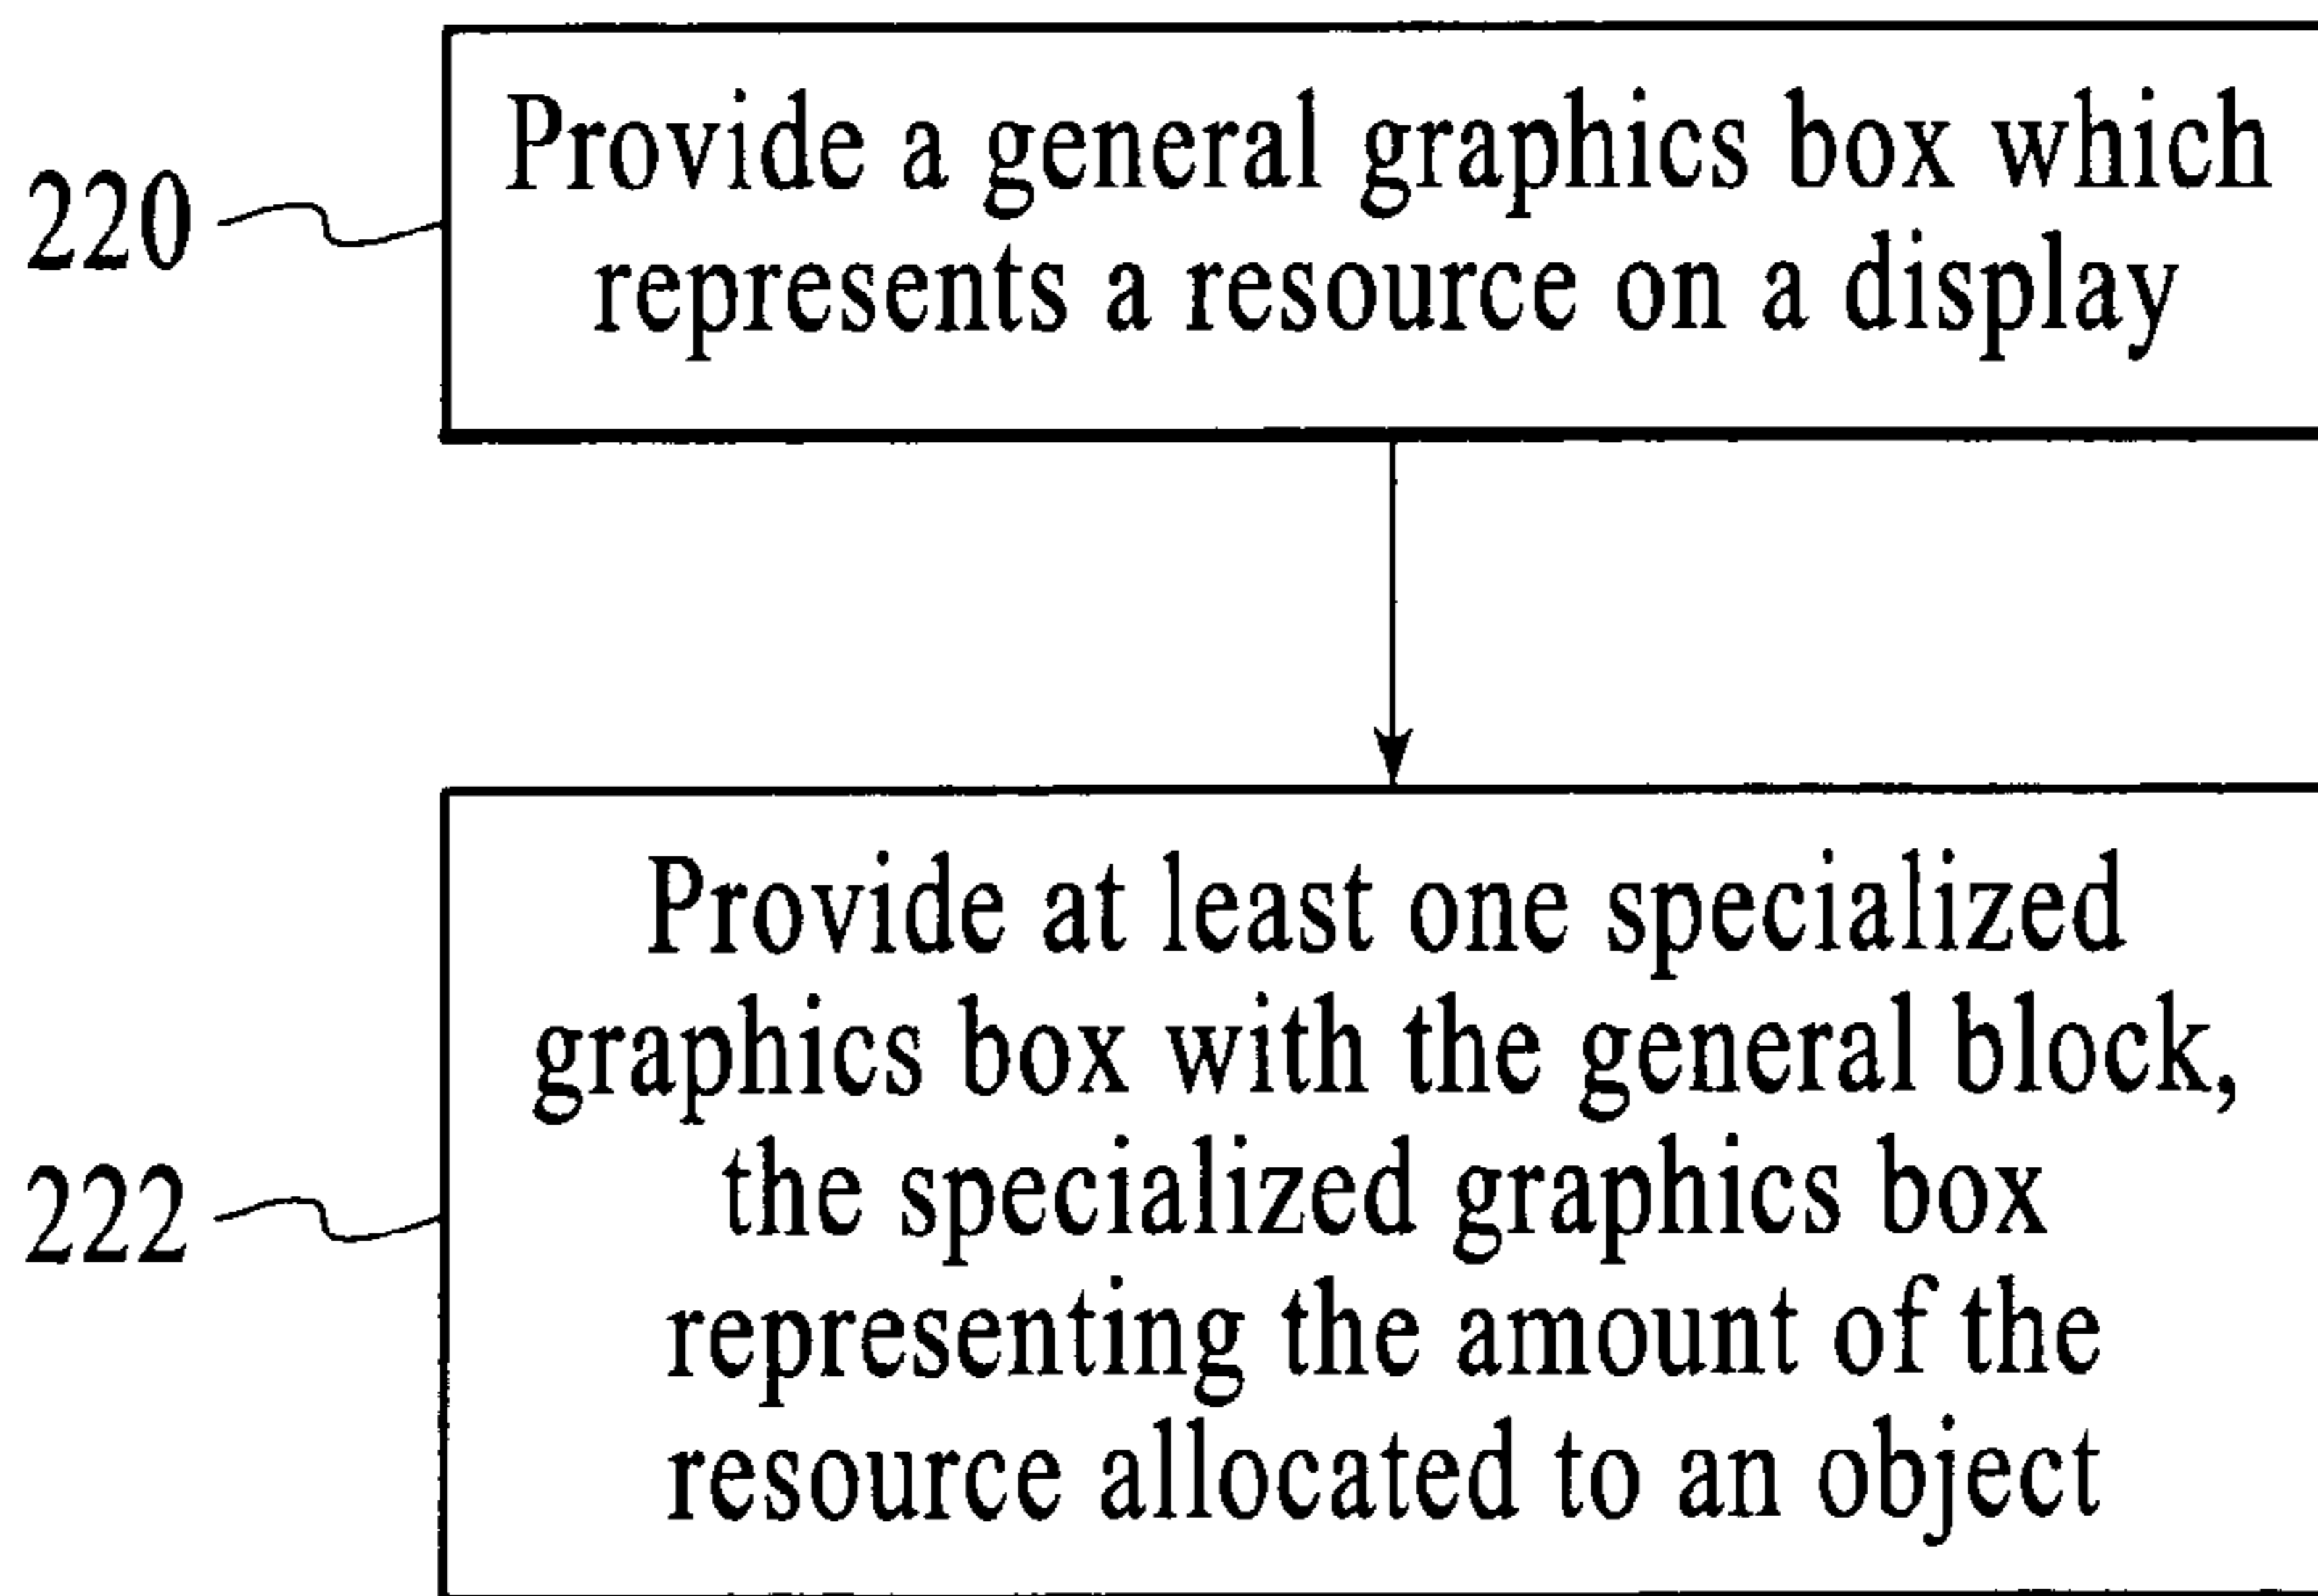 220
Provide a general graphics box which
represents a resource on a display
222
Provide at least one specialized
graphics box with the general block,
the specialized graphics box
representing the amount of the
resource allocated to an object